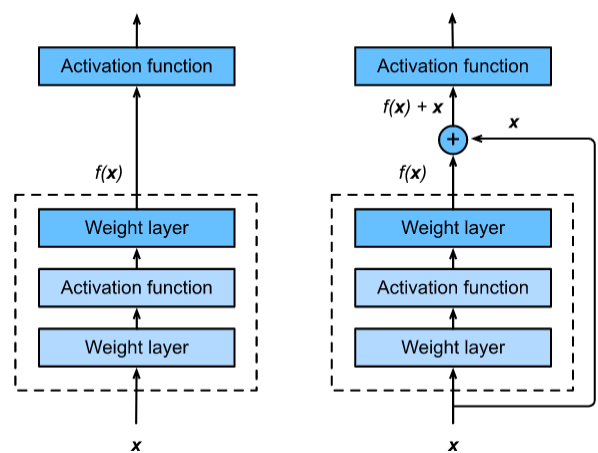 Activation function
f(x)
Weight layer
Activation function
Weight layer
x
Activation function
f(x) + x
+
x
f(x)
Weight layer
Activation function
Weight layer
x